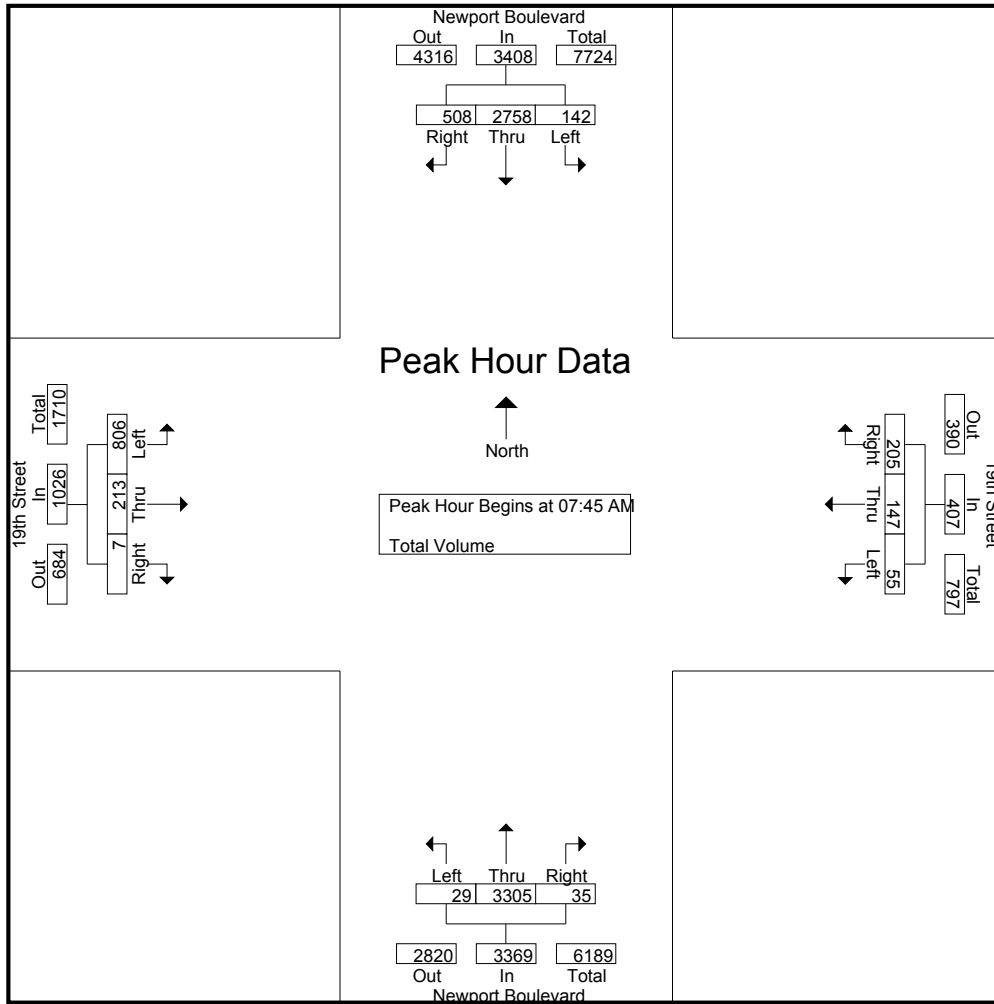 Newport Boulevard
Out In Total
4316 3408 7724
508 2758 142
Right Thru Left
Peak Hour Data
North
Peak Hour Begins at 07:45 AM
Total Volume
19th Street
Total In Out
1710 1026 684
806 213 7
Left Thru Right
Right Thru Left
205 147 55
Out In Total
390 407 797
19th Street
Left Thru Right
29 3305 35
2820 3369 6189
Out In Total
Newport Boulevard